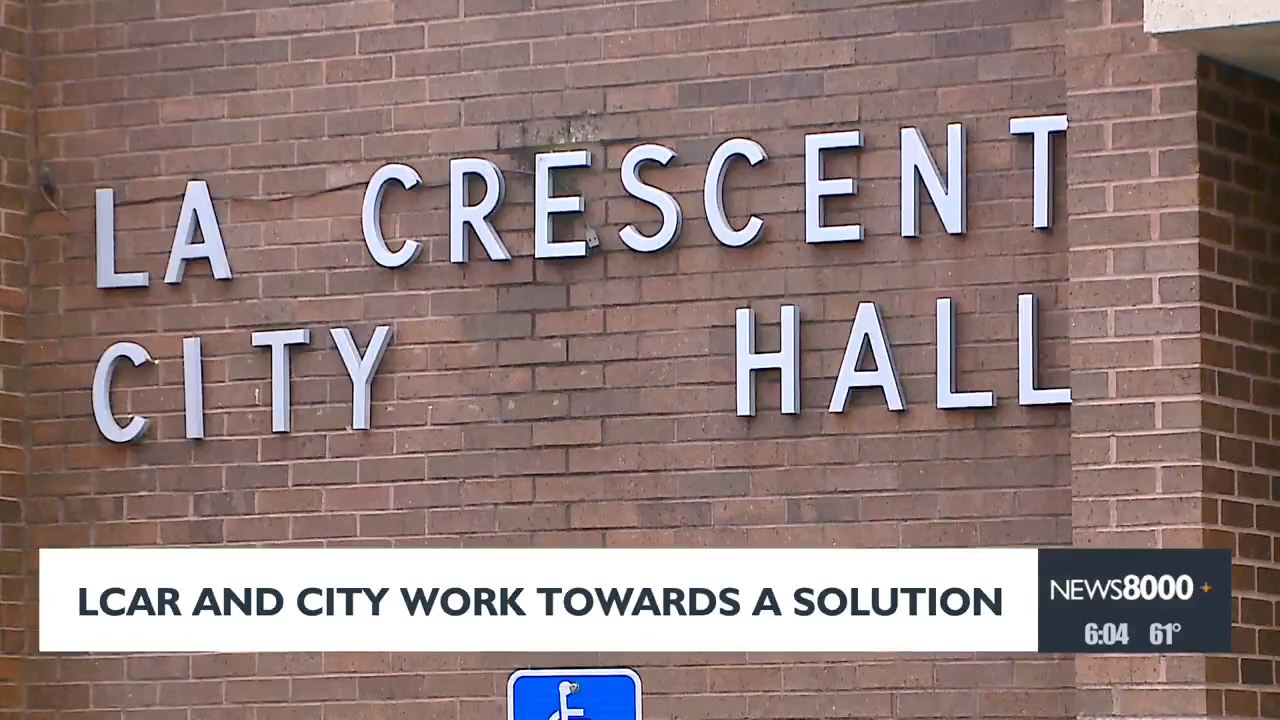 LA CRESCENT
CITY HALL
LCAR AND CITY WORK TOWARDS A SOLUTION
NEWS8000+
6:04 61°